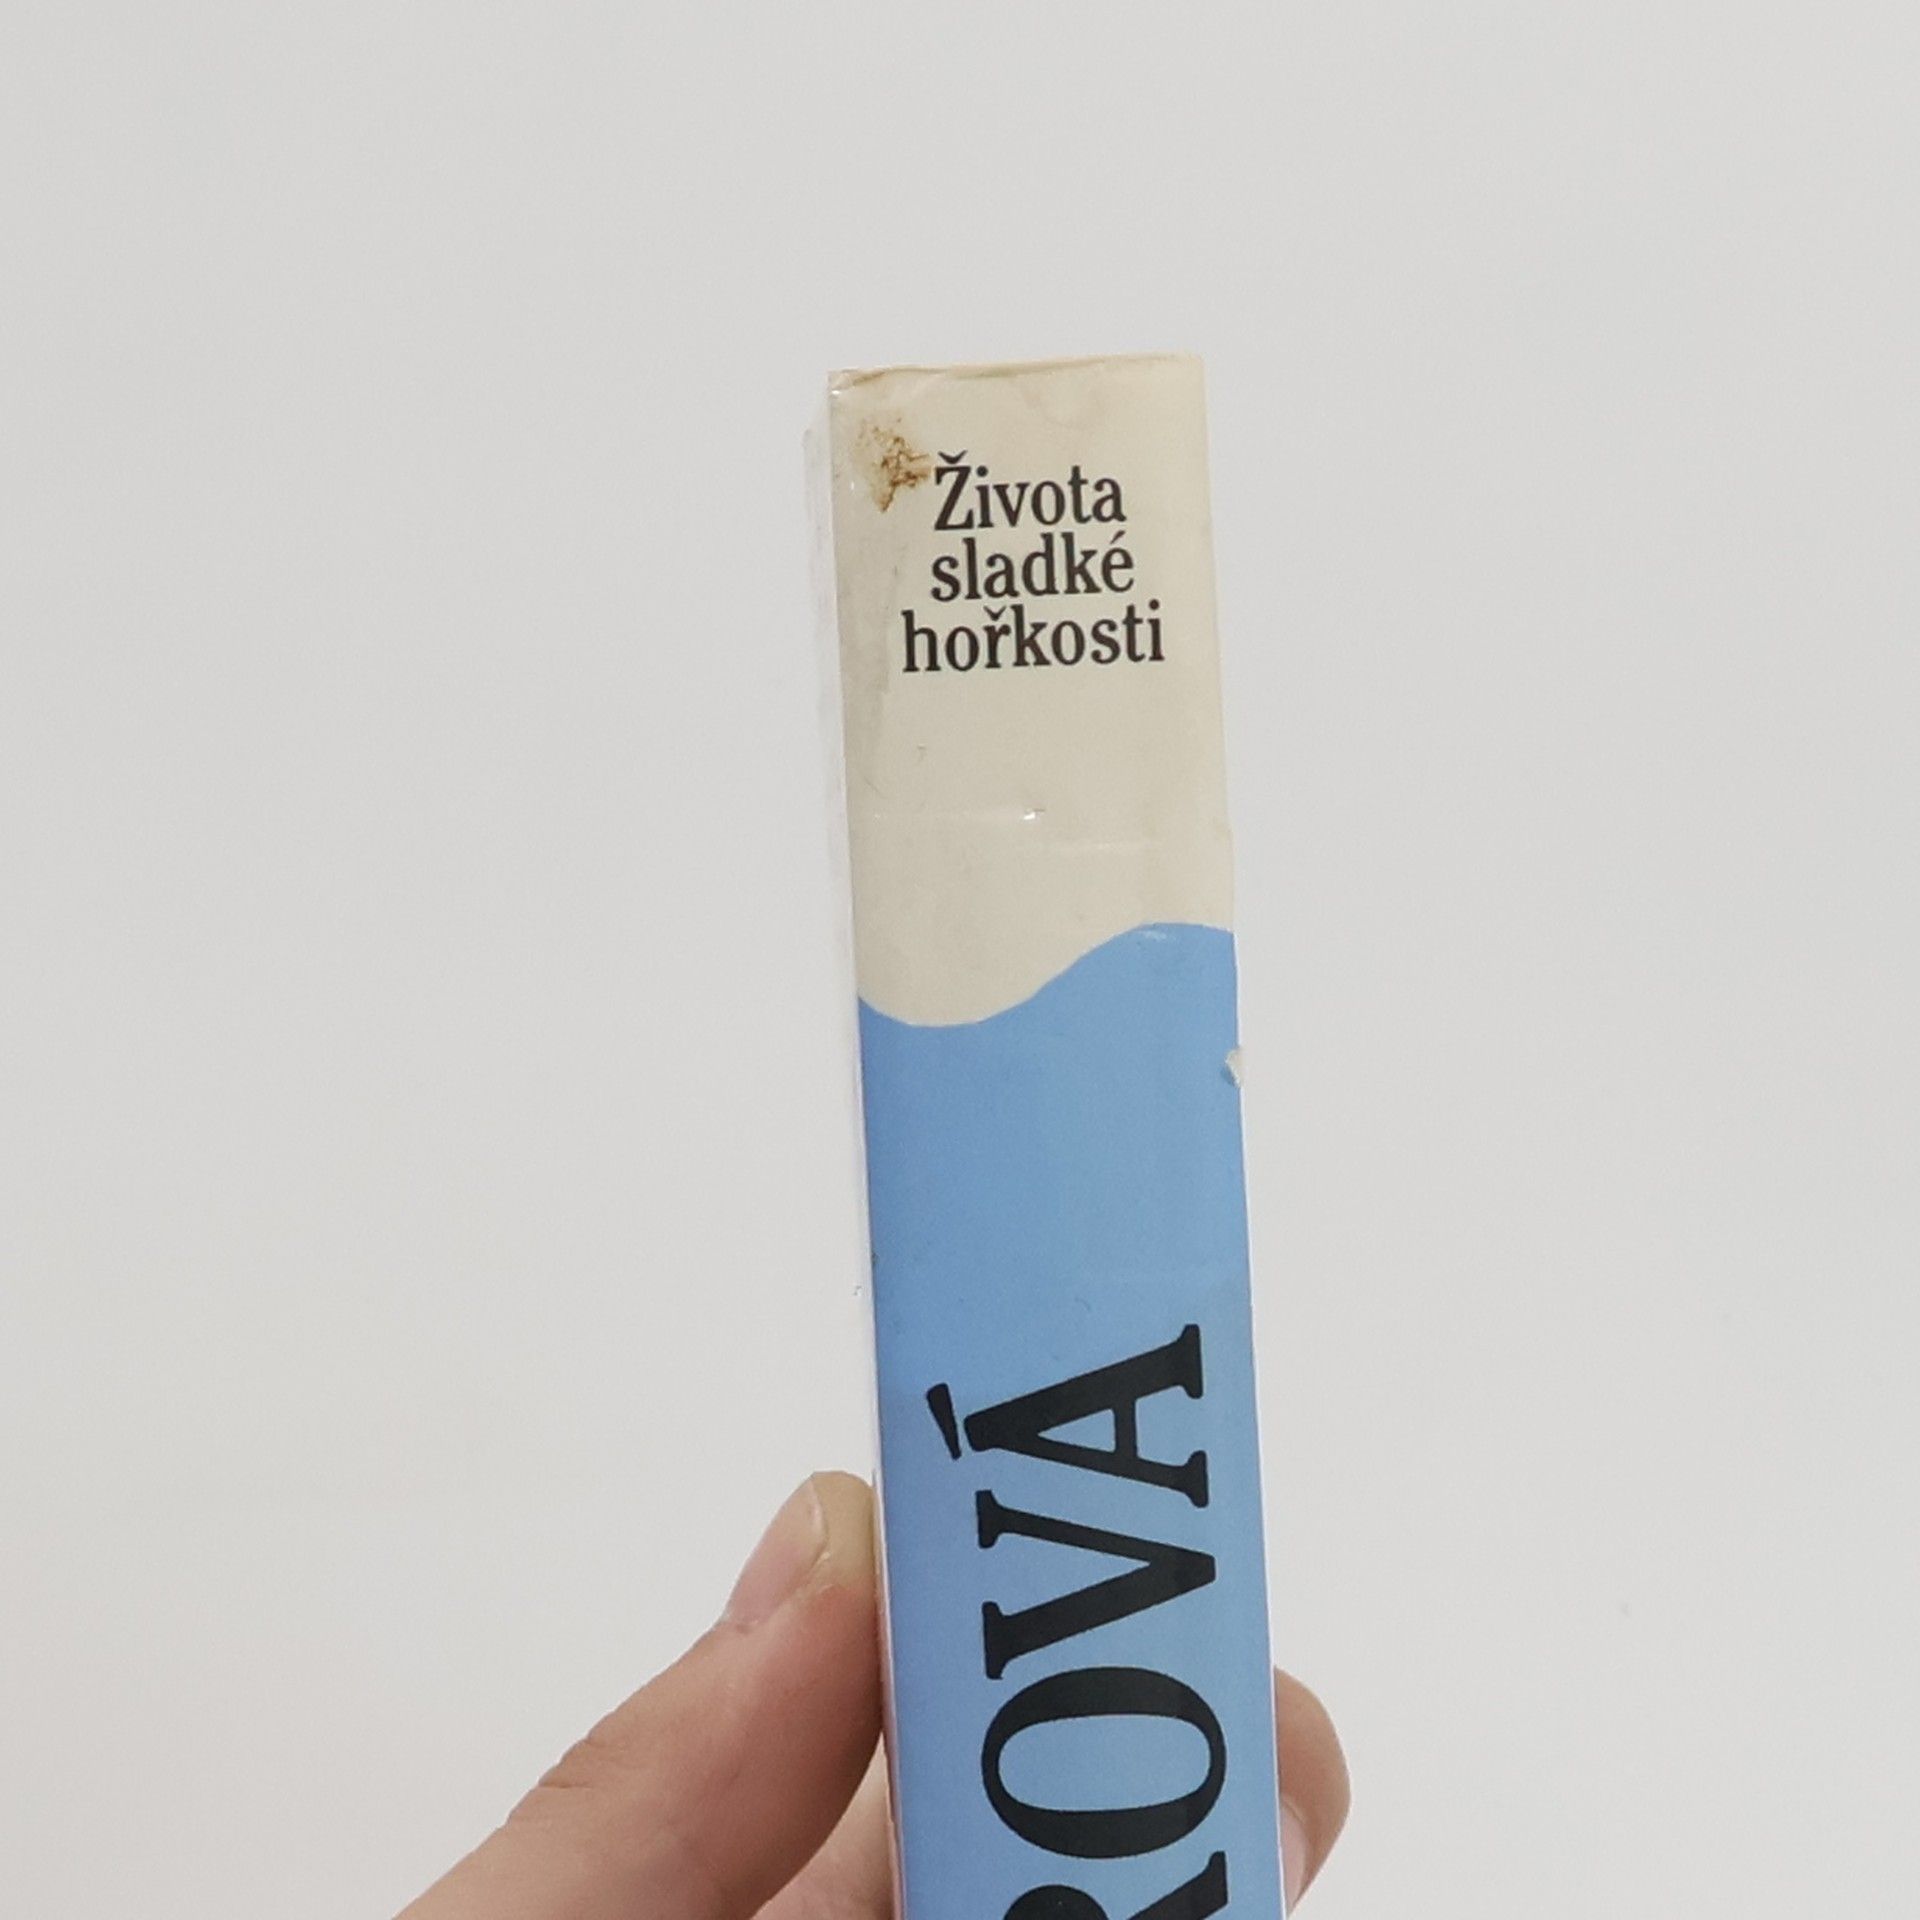 Života
sladké
hořkosti
ROVÁ